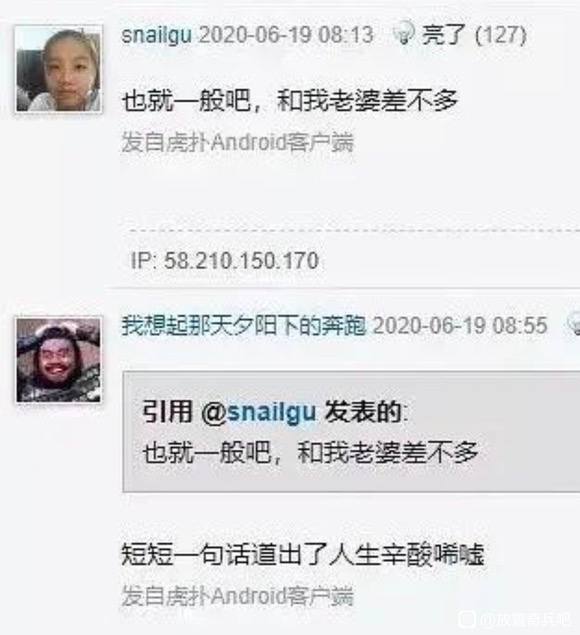 snailgu 2020-06-19 08:13 亮了 (127)
也就一般吧，和我老婆差不多
发自虎扑Android客户端
IP: 58.210.150.170
我想起那天夕阳下的奔跑 2020-06-19 08:55
引用 @snailgu 发表的:
也就一般吧，和我老婆差不多
短短一句话道出了人生辛酸唏嘘
发自虎扑Android客户端